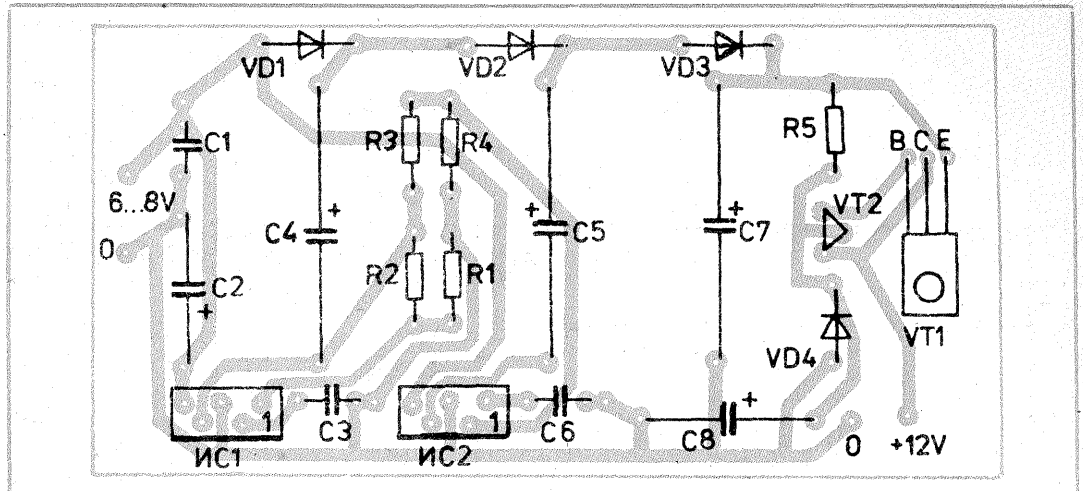 VD1
VD2
VD3
C1
R3
R4
R5
B C E
6...8V
VT2
C4
+
+
C5
+
C7
0
C2
+
R2
R1
VT1
VD4
1
ИС1
C3
1
ИС2
C6
+
C8
0
+12V